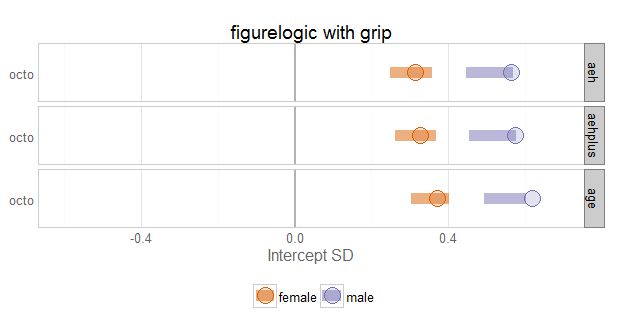 figurelogic with grip
octo
aeh
octo
aehplus
octo
age
-0.4 0.0 0.4
Intercept SD
female male